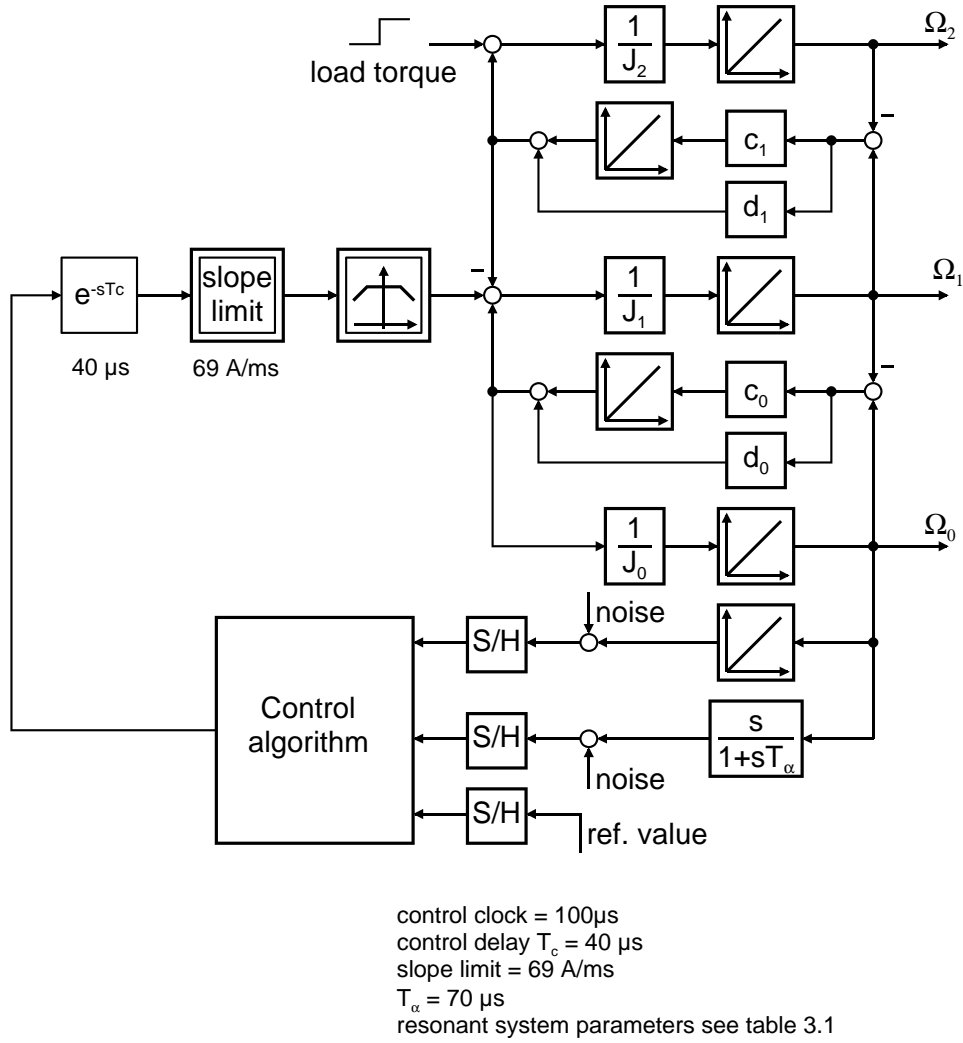 Ω₂
1
J₂
load torque
c₁
d₁
Ω₁
e⁻ˢᵀᶜ
slope
limit
1
J₁
40 µs
69 A/ms
c₀
d₀
Ω₀
1
J₀
noise
S/H
Control
algorithm
S/H
s
1+sTα
noise
S/H
ref. value
control clock = 100µs
control delay Tc = 40 µs
slope limit = 69 A/ms
Tα = 70 µs
resonant system parameters see table 3.1